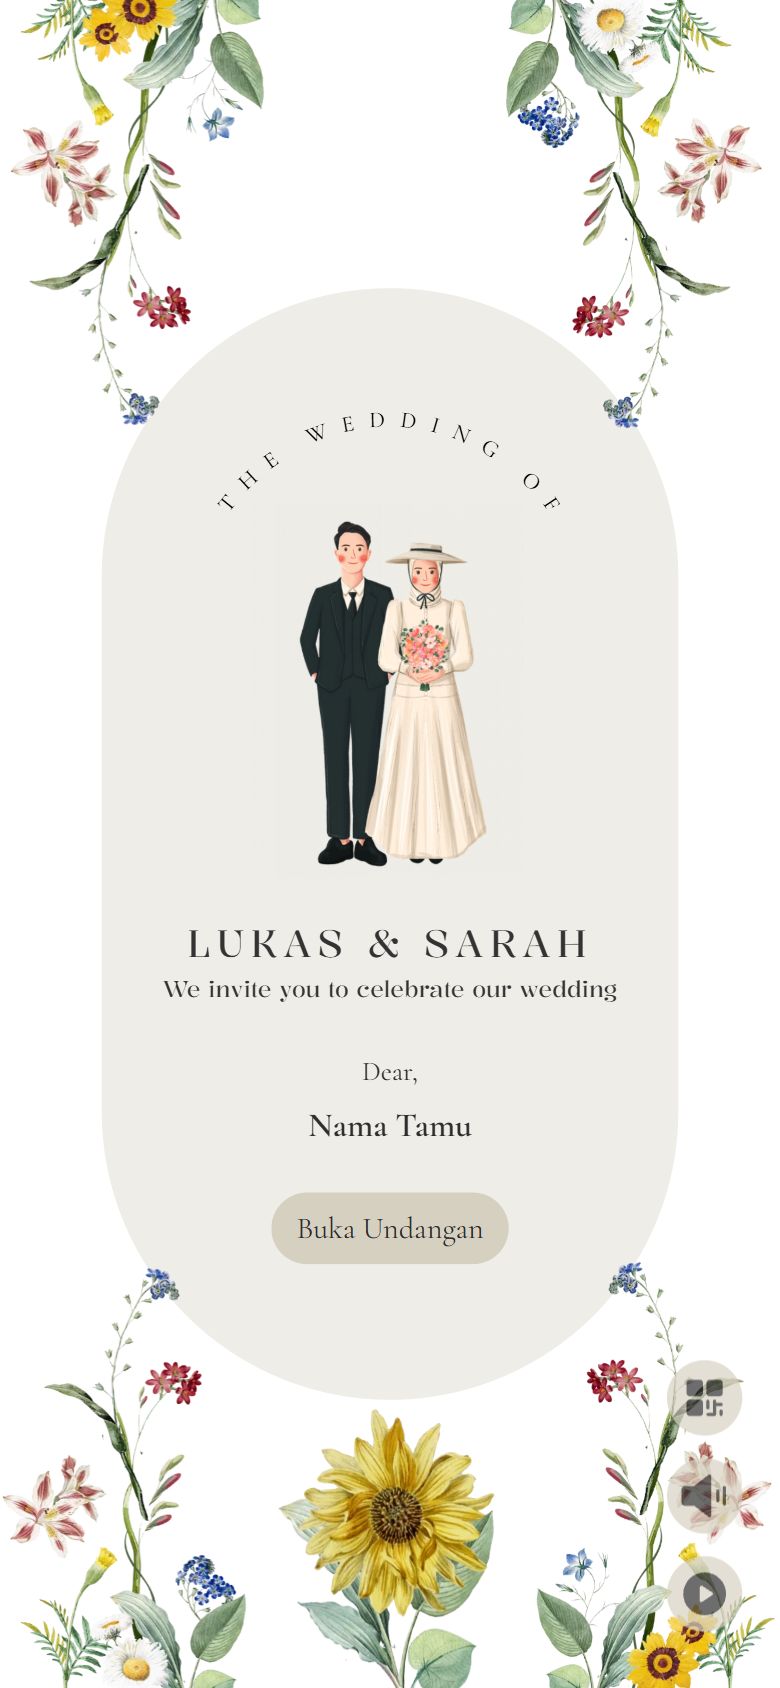 THE WEDDING OF
LUKAS & SARAH
We invite you to celebrate our wedding
Dear,
Nama Tamu
Buka Undangan